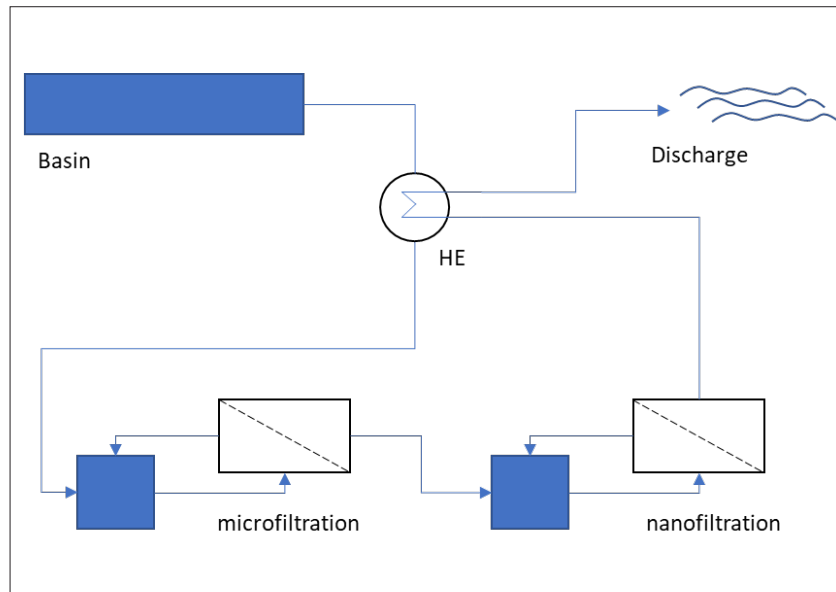 Basin
Discharge
HE
microfiltration
nanofiltration